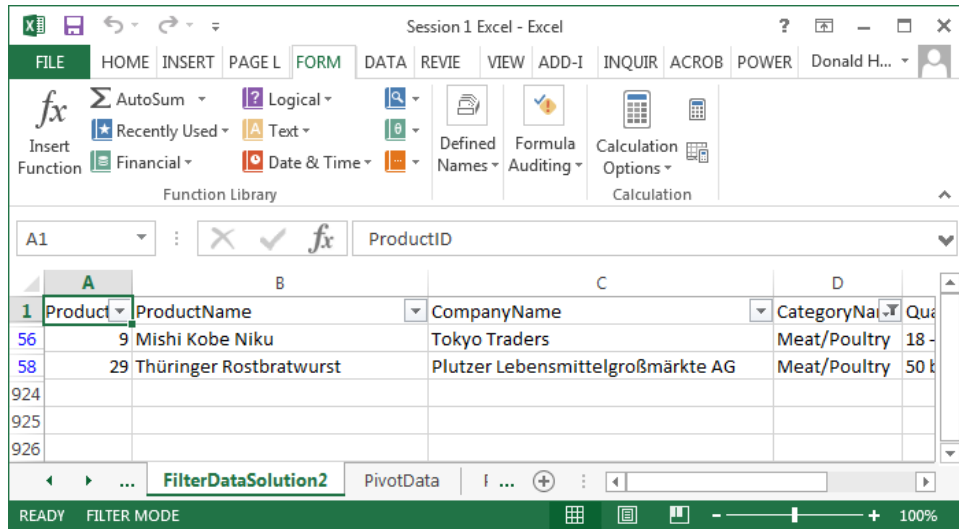 Session 1 Excel - Excel
FILE HOME INSERT PAGE L FORM DATA REVIE VIEW ADD-I INQUIR ACROB POWER Donald H...
AutoSum Logical
Recently Used Text
Insert Function
Financial Date & Time
Defined Names
Formula Auditing
Calculation Options
Function Library Calculation
A1 fx ProductID
A B C D
1 Product ProductName CompanyName CategoryNa Qua
56 9 Mishi Kobe Niku Tokyo Traders Meat/Poultry 18 -
58 29 Thüringer Rostbratwurst Plutzer Lebensmittelgroßmärkte AG Meat/Poultry 50 b
924
925
926
... FilterDataSolution2 PivotData ...
READY FILTER MODE 100%